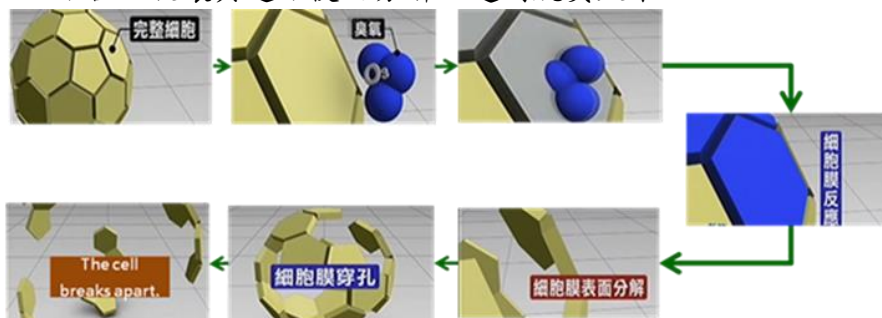 完整細胞
臭氧
O₃
細胞膜反應
細胞膜表面分解
細胞膜穿孔
The cell
breaks apart.